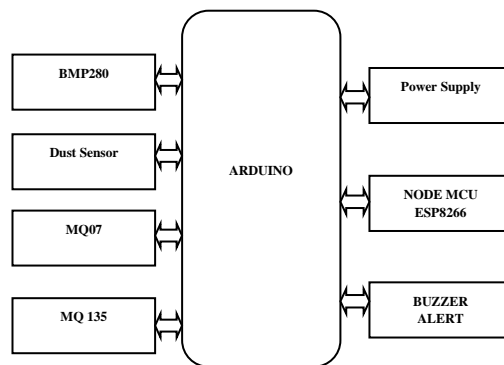 BMP280
Dust Sensor
MQ07
MQ 135
ARDUINO
Power Supply
NODE MCU
ESP8266
BUZZER
ALERT